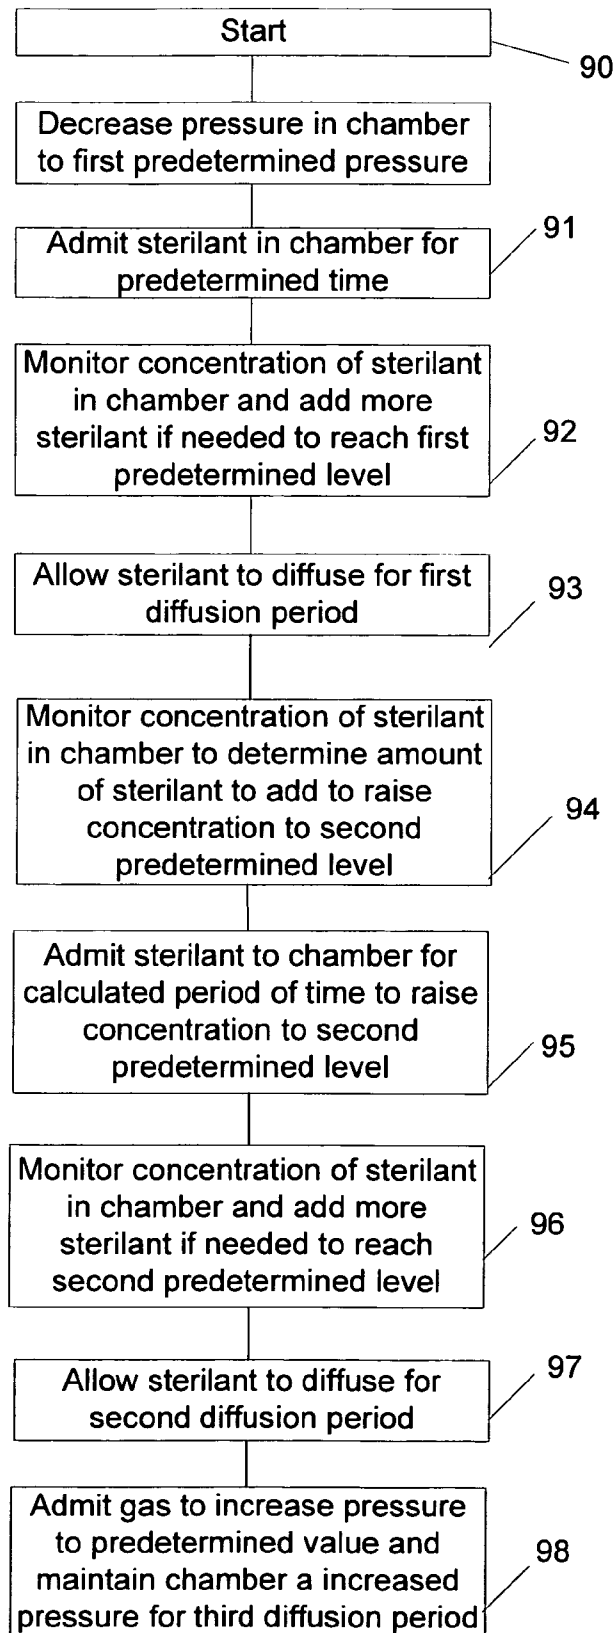 Start
90
Decrease pressure in chamber
to first predetermined pressure
91
Admit sterilant in chamber for
predetermined time
Monitor concentration of sterilant
in chamber and add more
sterilant if needed to reach first
predetermined level
92
Allow sterilant to diffuse for first
diffusion period
93
Monitor concentration of sterilant
in chamber to determine amount
of sterilant to add to raise
concentration to second
predetermined level
94
Admit sterilant to chamber for
calculated period of time to raise
concentration to second
predetermined level
95
Monitor concentration of sterilant
in chamber and add more
sterilant if needed to reach
second predetermined level
96
Allow sterilant to diffuse for
second diffusion period
97
Admit gas to increase pressure
to predetermined value and
maintain chamber a increased
pressure for third diffusion period
98